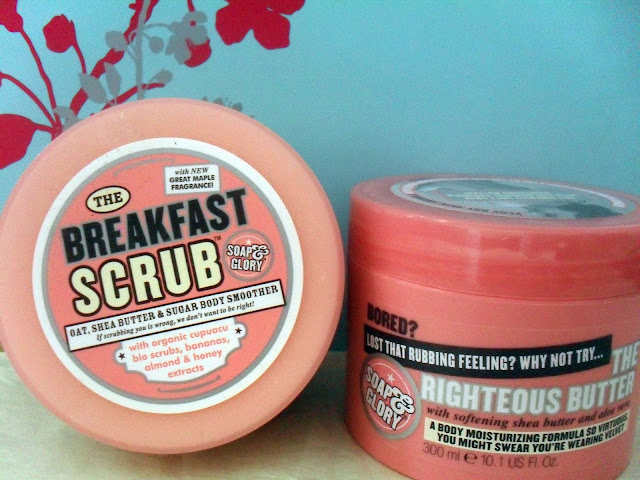 THE
BREAKFAST
SCRUB™
with NEW
GREAT MAPLE
FRAGRANCE!
SOAP &
GLORY
OAT, SHEA BUTTER & SUGAR BODY SMOOTHER
If scrubbing you is wrong, we don't want to be right!
with organic cupuacu
bio scrubs, bananas,
almond & honey
extracts
BORED?
LOST THAT RUBBING FEELING? WHY NOT TRY...
THE
RIGHTEOUS BUTTER
SOAP &
GLORY
with softening shea butter and aloe vera
A BODY MOISTURIZING FORMULA SO VIRTUOUS,
YOU MIGHT SWEAR YOU'RE WEARING VELVET
300 ml e 10.1 US Fl. Oz.